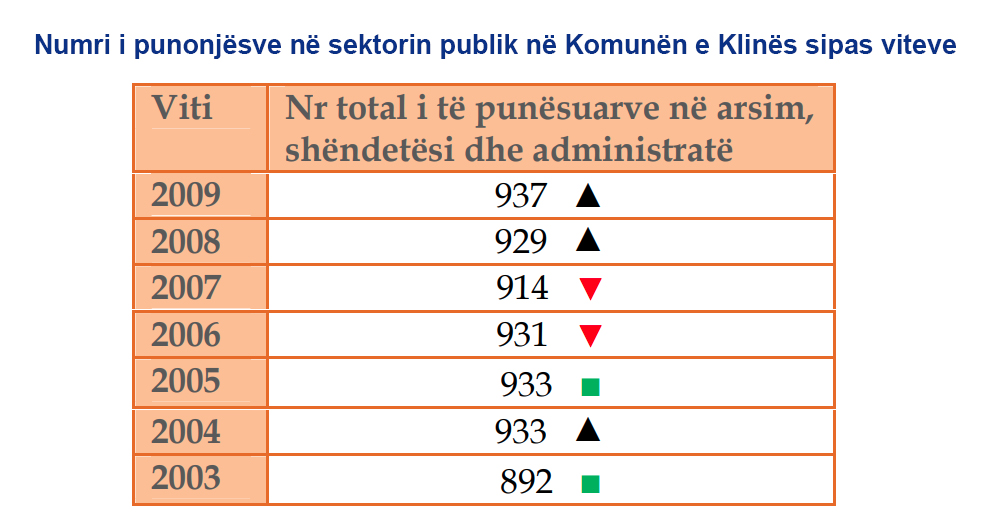 Numri i punonjësve në sektorin publik në Komunën e Klinës sipas viteve
Viti Nr total i të punësuarve në arsim,
shëndetësi dhe administratë
2009 937 ▲
2008 929 ▲
2007 914 ▼
2006 931 ▼
2005 933 ■
2004 933 ▲
2003 892 ■